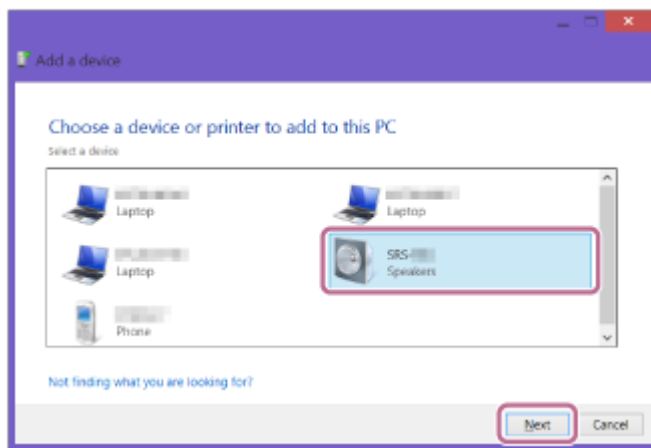 Add a device
Choose a device or printer to add to this PC
Select a device
Laptop
Laptop
Laptop
SRS-
Speakers
Phone
Not finding what you are looking for?
Next
Cancel